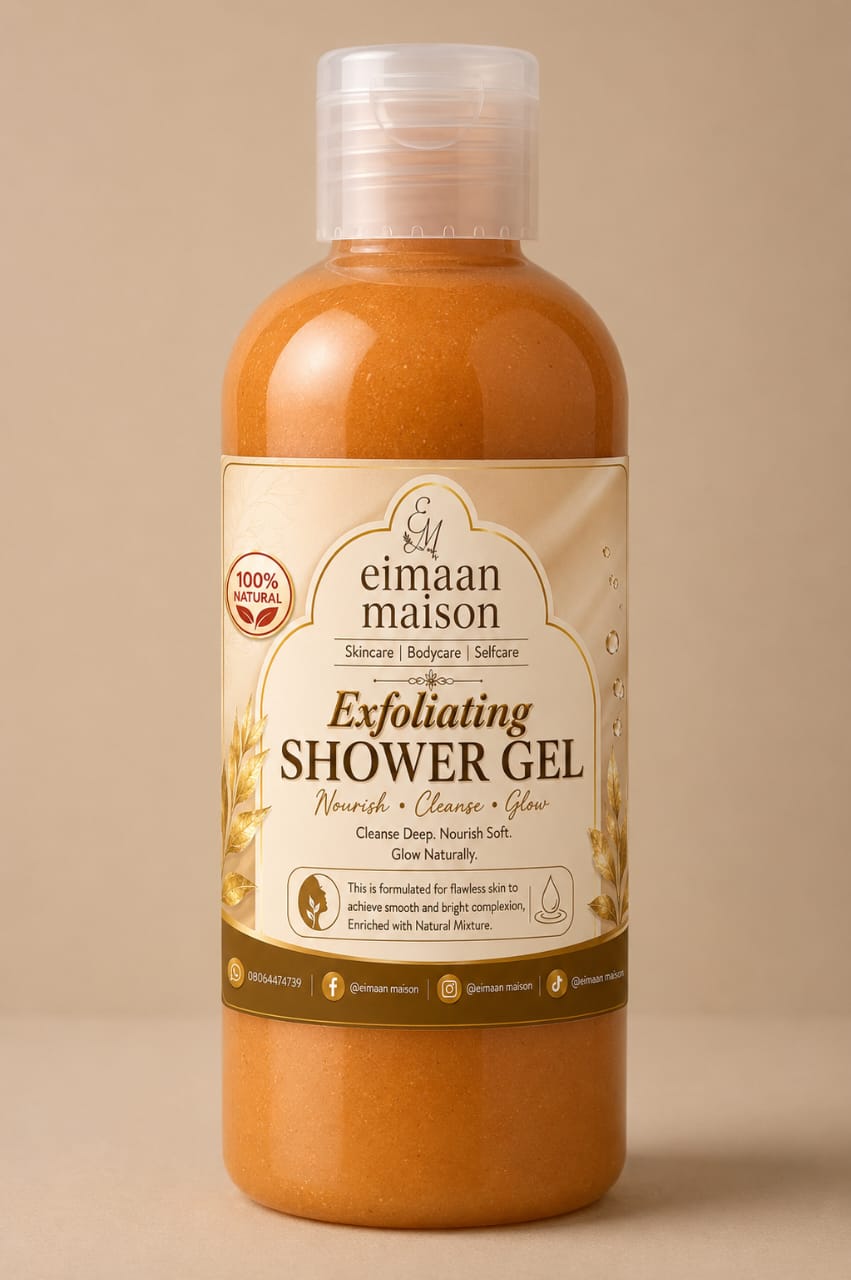 EM
eimaan
maison
Skincare | Bodycare | Selfcare
100%
NATURAL
Exfoliating
SHOWER GEL
Nourish • Cleanse • Glow
Cleanse Deep. Nourish Soft.
Glow Naturally.
This is formulated for flawless skin to
achieve smooth and bright complexion,
Enriched with Natural Mixture.
08064474739 | @eimaan maison | @eimaan maison | @eimaan maison